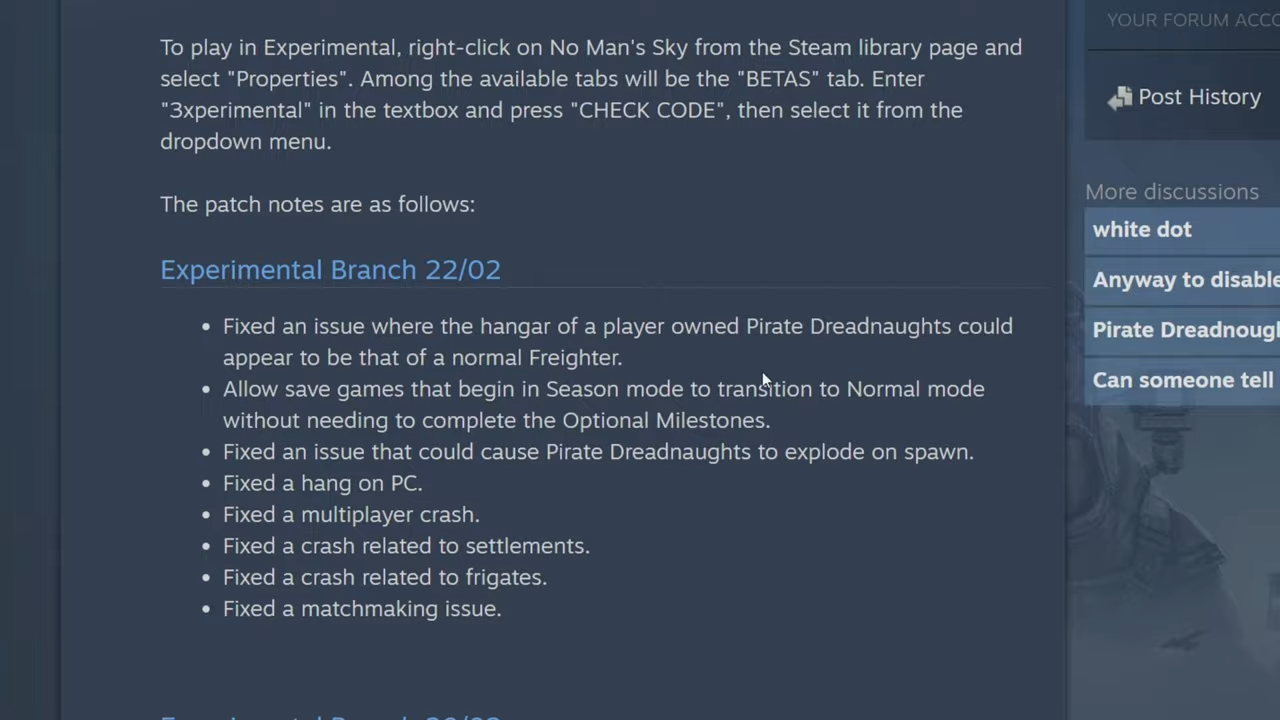 To play in Experimental, right-click on No Man's Sky from the Steam library page and
select "Properties". Among the available tabs will be the "BETAS" tab. Enter
"3xperimental" in the textbox and press "CHECK CODE", then select it from the
dropdown menu.
The patch notes are as follows:
Experimental Branch 22/02
• Fixed an issue where the hangar of a player owned Pirate Dreadnaughts could
appear to be that of a normal Freighter.
• Allow save games that begin in Season mode to transition to Normal mode
without needing to complete the Optional Milestones.
• Fixed an issue that could cause Pirate Dreadnaughts to explode on spawn.
• Fixed a hang on PC.
• Fixed a multiplayer crash.
• Fixed a crash related to settlements.
• Fixed a crash related to frigates.
• Fixed a matchmaking issue.
YOUR FORUM ACCO
Post History
More discussions
white dot
Anyway to disable
Pirate Dreadnough
Can someone tell